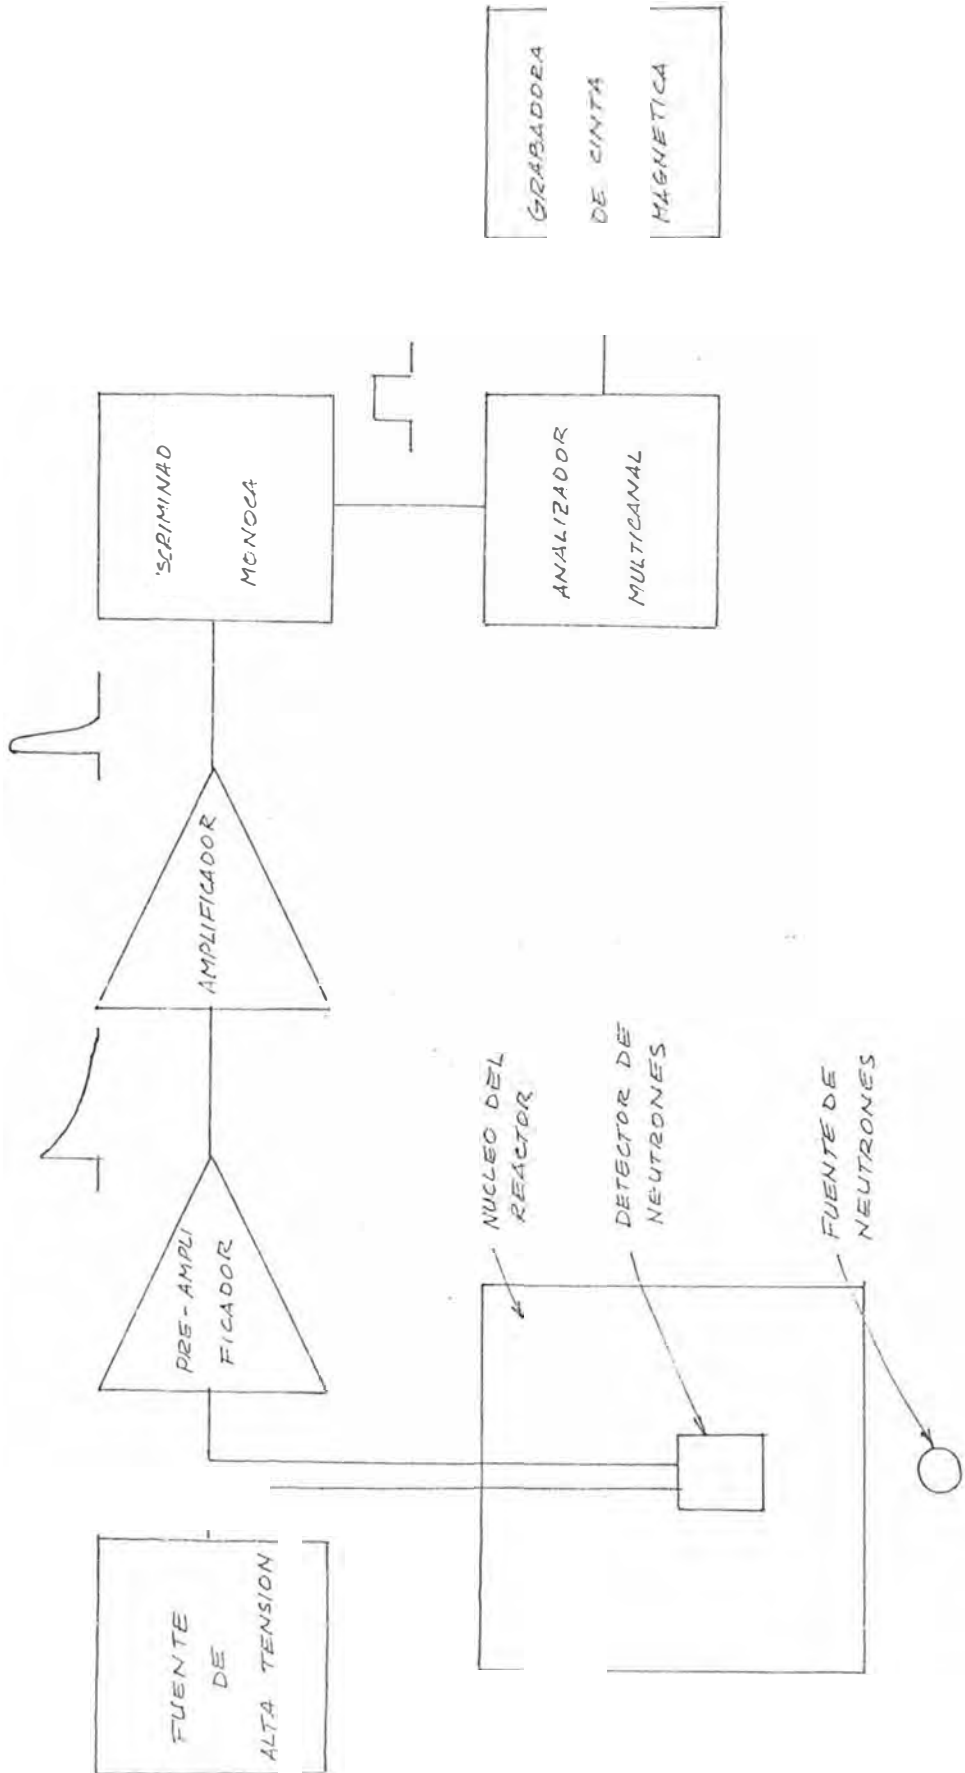 FUENTE
DE
ALTA TENSION
PRE-AMPLI
FICADOR
AMPLIFICADOR
'SCRIMINAD
MONOCA
ANALIZADOR
MULTICANAL
GRABADORA
DE CINTA
MAGNETICA
NUCLEO DEL
REACTOR
DETECTOR DE
NEUTRONES
FUENTE DE
NEUTRONES